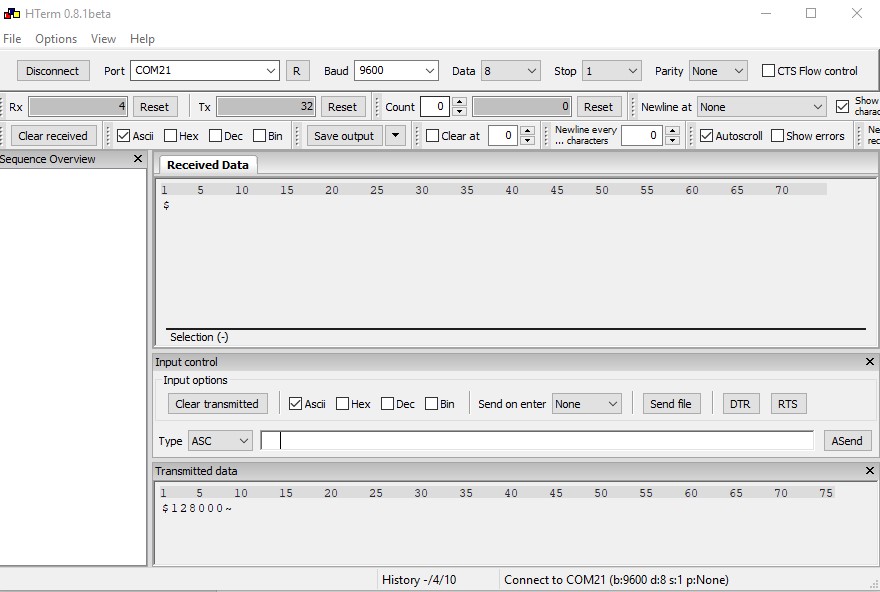 HTerm 0.8.1beta
File Options View Help
Disconnect Port COM21 R Baud 9600 Data 8 Stop 1 Parity None CTS Flow control
Rx 4 Reset Tx 32 Reset Count 0 0 Reset Newline at None Show
charac
Clear received Ascii Hex Dec Bin Save output Clear at 0 Newline every
... characters 0 Autoscroll Show errors Ne
rec
Sequence Overview
Received Data
1 5 10 15 20 25 30 35 40 45 50 55 60 65 70
$
Selection (-)
Input control
Input options
Clear transmitted Ascii Hex Dec Bin Send on enter None Send file DTR RTS
Type ASC ASend
Transmitted data
1 5 10 15 20 25 30 35 40 45 50 55 60 65 70 75
$128000~
History -/4/10 Connect to COM21 (b:9600 d:8 s:1 p:None)